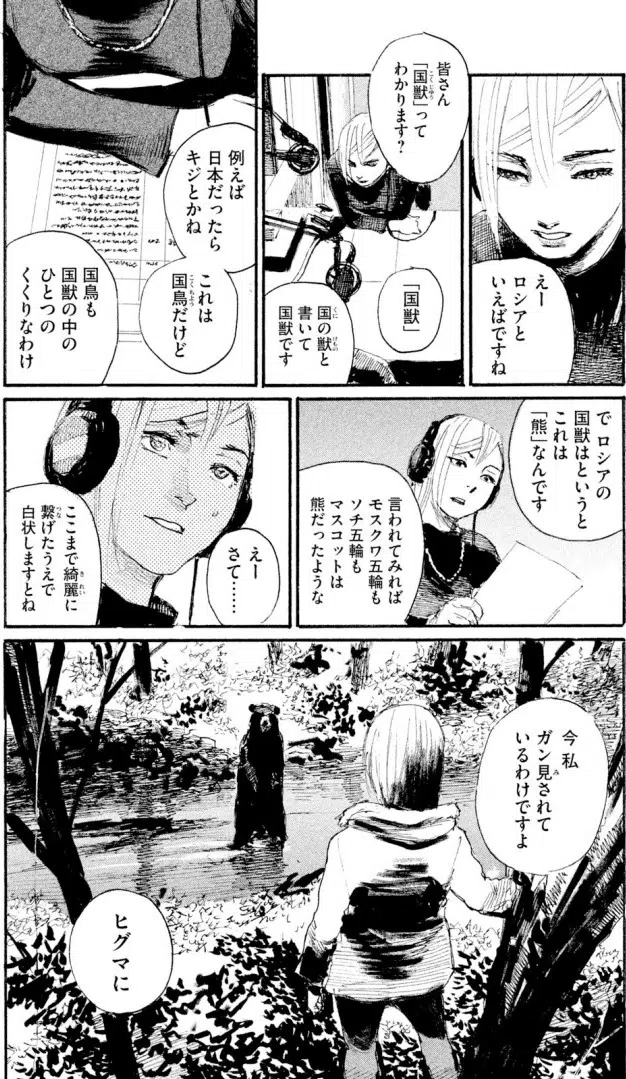 えー
ロシアと
いえばですね
皆さん
「国獣」って
わかります?
「国獣」
国の獣と
書いて
国獣です
例えば
日本だったら
キジとかね
これは
国鳥だけど
国鳥も
国獣の中の
ひとつの
くくりなわけ
で ロシアの
国獣はというと
これは
「熊」なんです
言われてみれば
モスクワ五輪も
ソチ五輪も
マスコットは
熊だったような
えー
さて……
ここまで綺麗に
繋げたうえで
白状しますとね
今 私
ガン見されて
いるわけですよ
ヒグマに